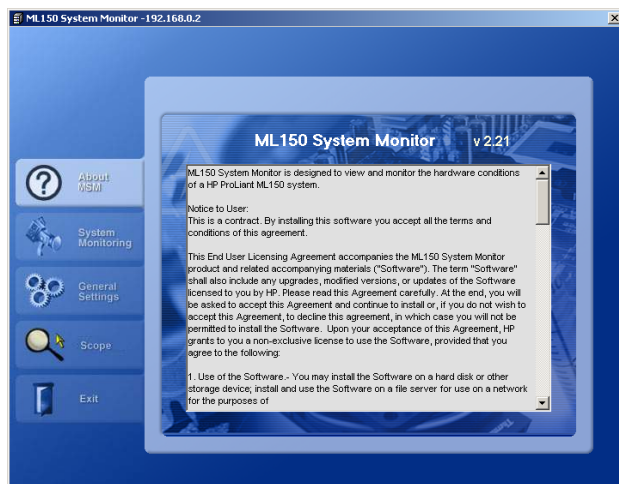 ML150 System Monitor -192.168.0.2
About
MSM
System
Monitoring
General
Settings
Scope
Exit
ML150 System Monitor v 2.21
ML150 System Monitor is designed to view and monitor the hardware conditions
of a HP ProLiant ML150 system.
Notice to User:
This is a contract. By installing this software you accept all the terms and
conditions of this agreement.
This End User Licensing Agreement accompanies the ML150 System Monitor
product and related accompanying materials ("Software"). The term "Software"
shall also include any upgrades, modified versions, or updates of the Software
licensed to you by HP. Please read this Agreement carefully. At the end, you will
be asked to accept this Agreement and continue to install or, if you do not wish to
accept this Agreement, to decline this agreement, in which case you will not be
permitted to install the Software. Upon your acceptance of this Agreement, HP
grants to you a non-exclusive license to use the Software, provided that you
agree to the following:
1. Use of the Software.- You may install the Software on a hard disk or other
storage device; install and use the Software on a file server for use on a network
for the purposes of